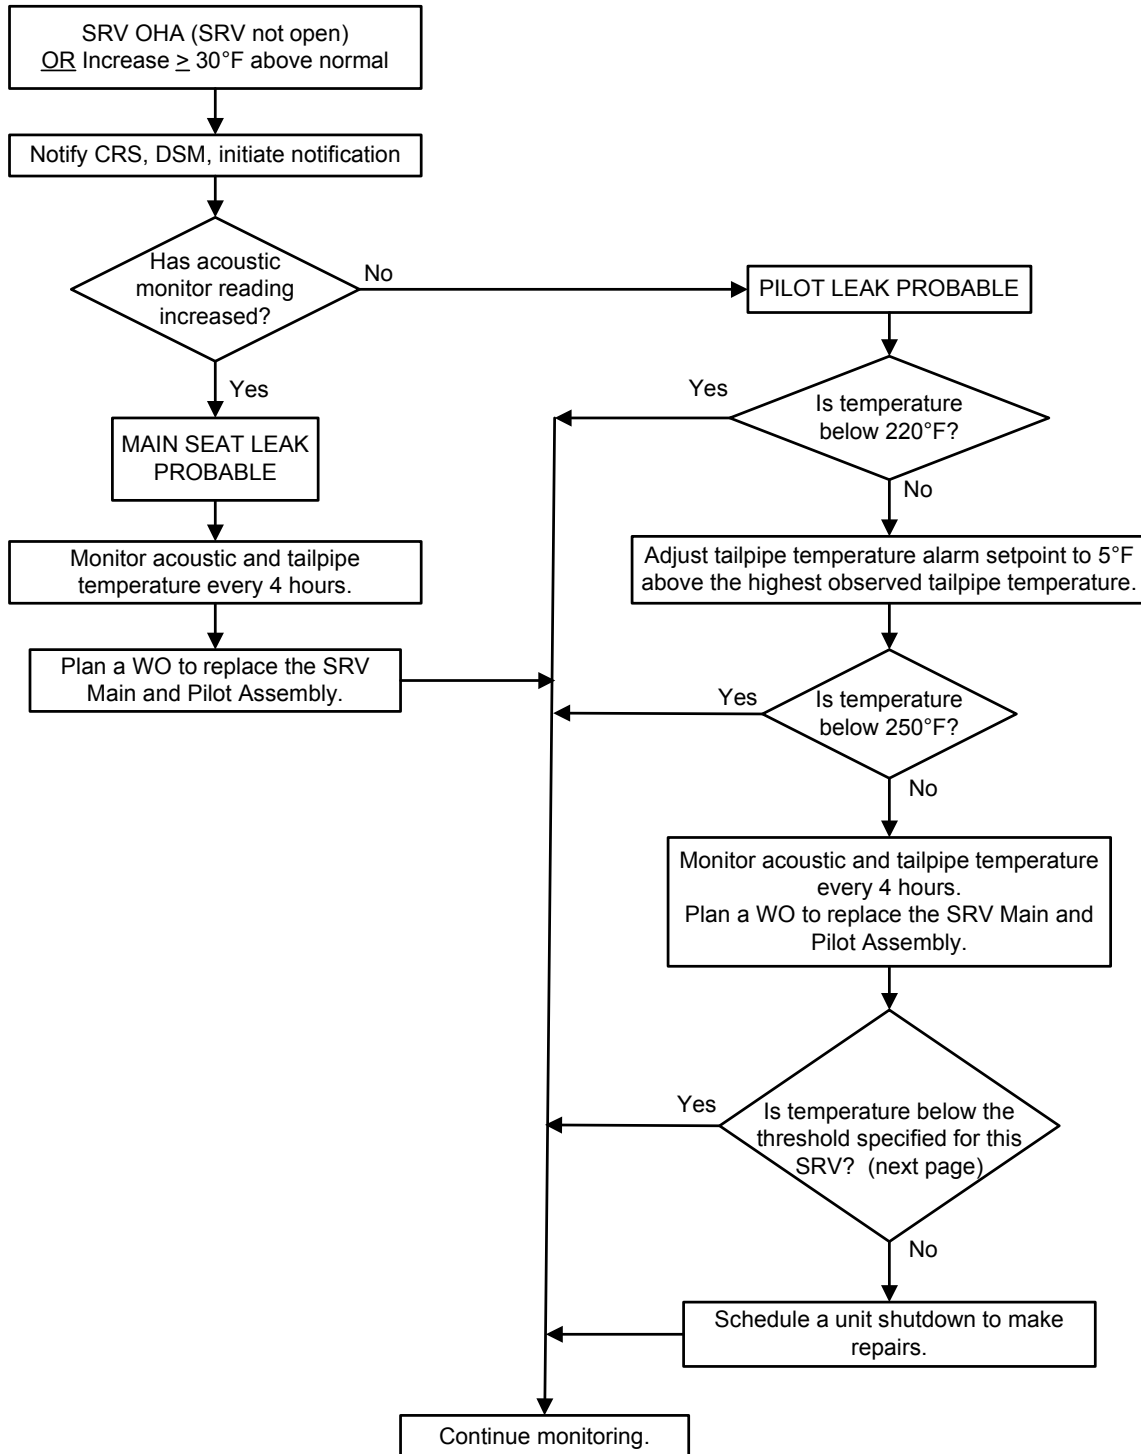 SRV OHA (SRV not open)
OR Increase ≥ 30°F above normal
Notify CRS, DSM, initiate notification
Has acoustic
monitor reading
increased?
No
Yes
MAIN SEAT LEAK
PROBABLE
Monitor acoustic and tailpipe
temperature every 4 hours.
Plan a WO to replace the SRV
Main and Pilot Assembly.
PILOT LEAK PROBABLE
Yes
Is temperature
below 220°F?
No
Adjust tailpipe temperature alarm setpoint to 5°F
above the highest observed tailpipe temperature.
Yes
Is temperature
below 250°F?
No
Monitor acoustic and tailpipe temperature
every 4 hours.
Plan a WO to replace the SRV Main and
Pilot Assembly.
Yes
Is temperature below the
threshold specified for this
SRV? (next page)
No
Schedule a unit shutdown to make
repairs.
Continue monitoring.